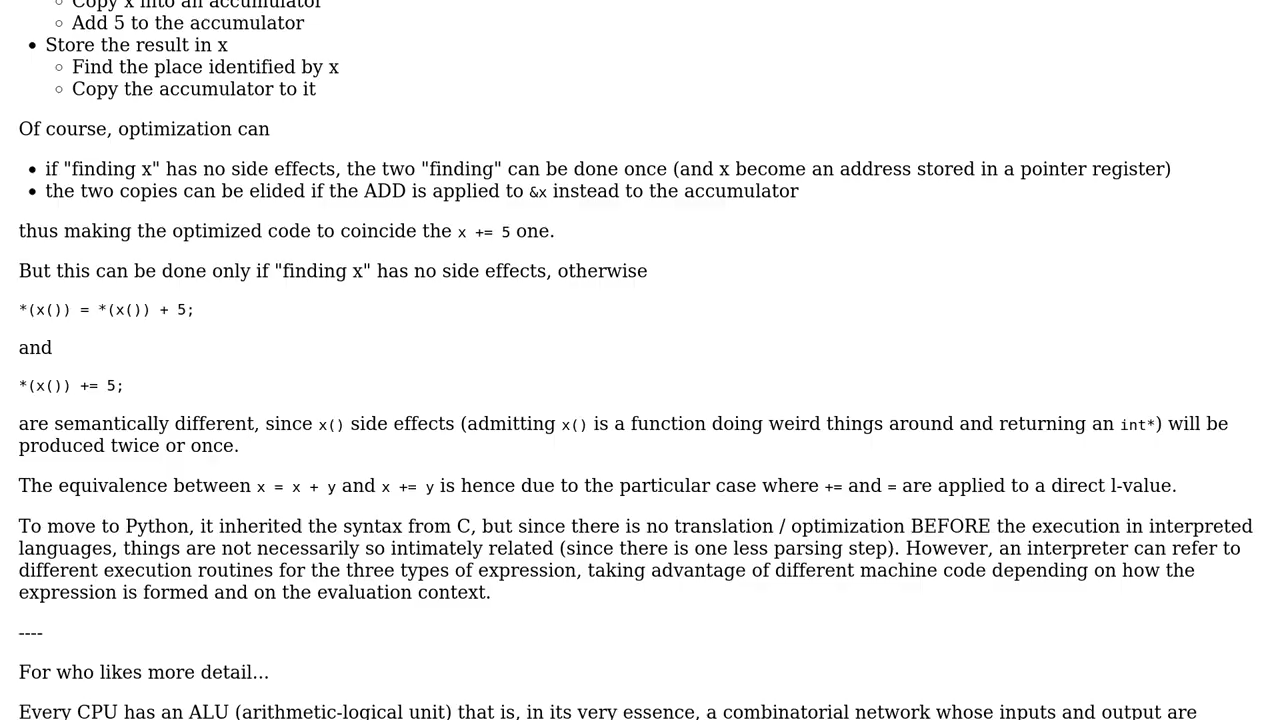 Copy x into an accumulator
Add 5 to the accumulator
Store the result in x
Find the place identified by x
Copy the accumulator to it
Of course, optimization can
if "finding x" has no side effects, the two "finding" can be done once (and x become an address stored in a pointer register)
the two copies can be elided if the ADD is applied to &x instead to the accumulator
thus making the optimized code to coincide the x += 5 one.
But this can be done only if "finding x" has no side effects, otherwise
*(x()) = *(x()) + 5;
and
*(x()) += 5;
are semantically different, since x() side effects (admitting x() is a function doing weird things around and returning an int*) will be
produced twice or once.
The equivalence between x = x + y and x += y is hence due to the particular case where += and = are applied to a direct l-value.
To move to Python, it inherited the syntax from C, but since there is no translation / optimization BEFORE the execution in interpreted
languages, things are not necessarily so intimately related (since there is one less parsing step). However, an interpreter can refer to
different execution routines for the three types of expression, taking advantage of different machine code depending on how the
expression is formed and on the evaluation context.
----
For who likes more detail...
Every CPU has an ALU (arithmetic-logical unit) that is, in its very essence, a combinatorial network whose inputs and output are